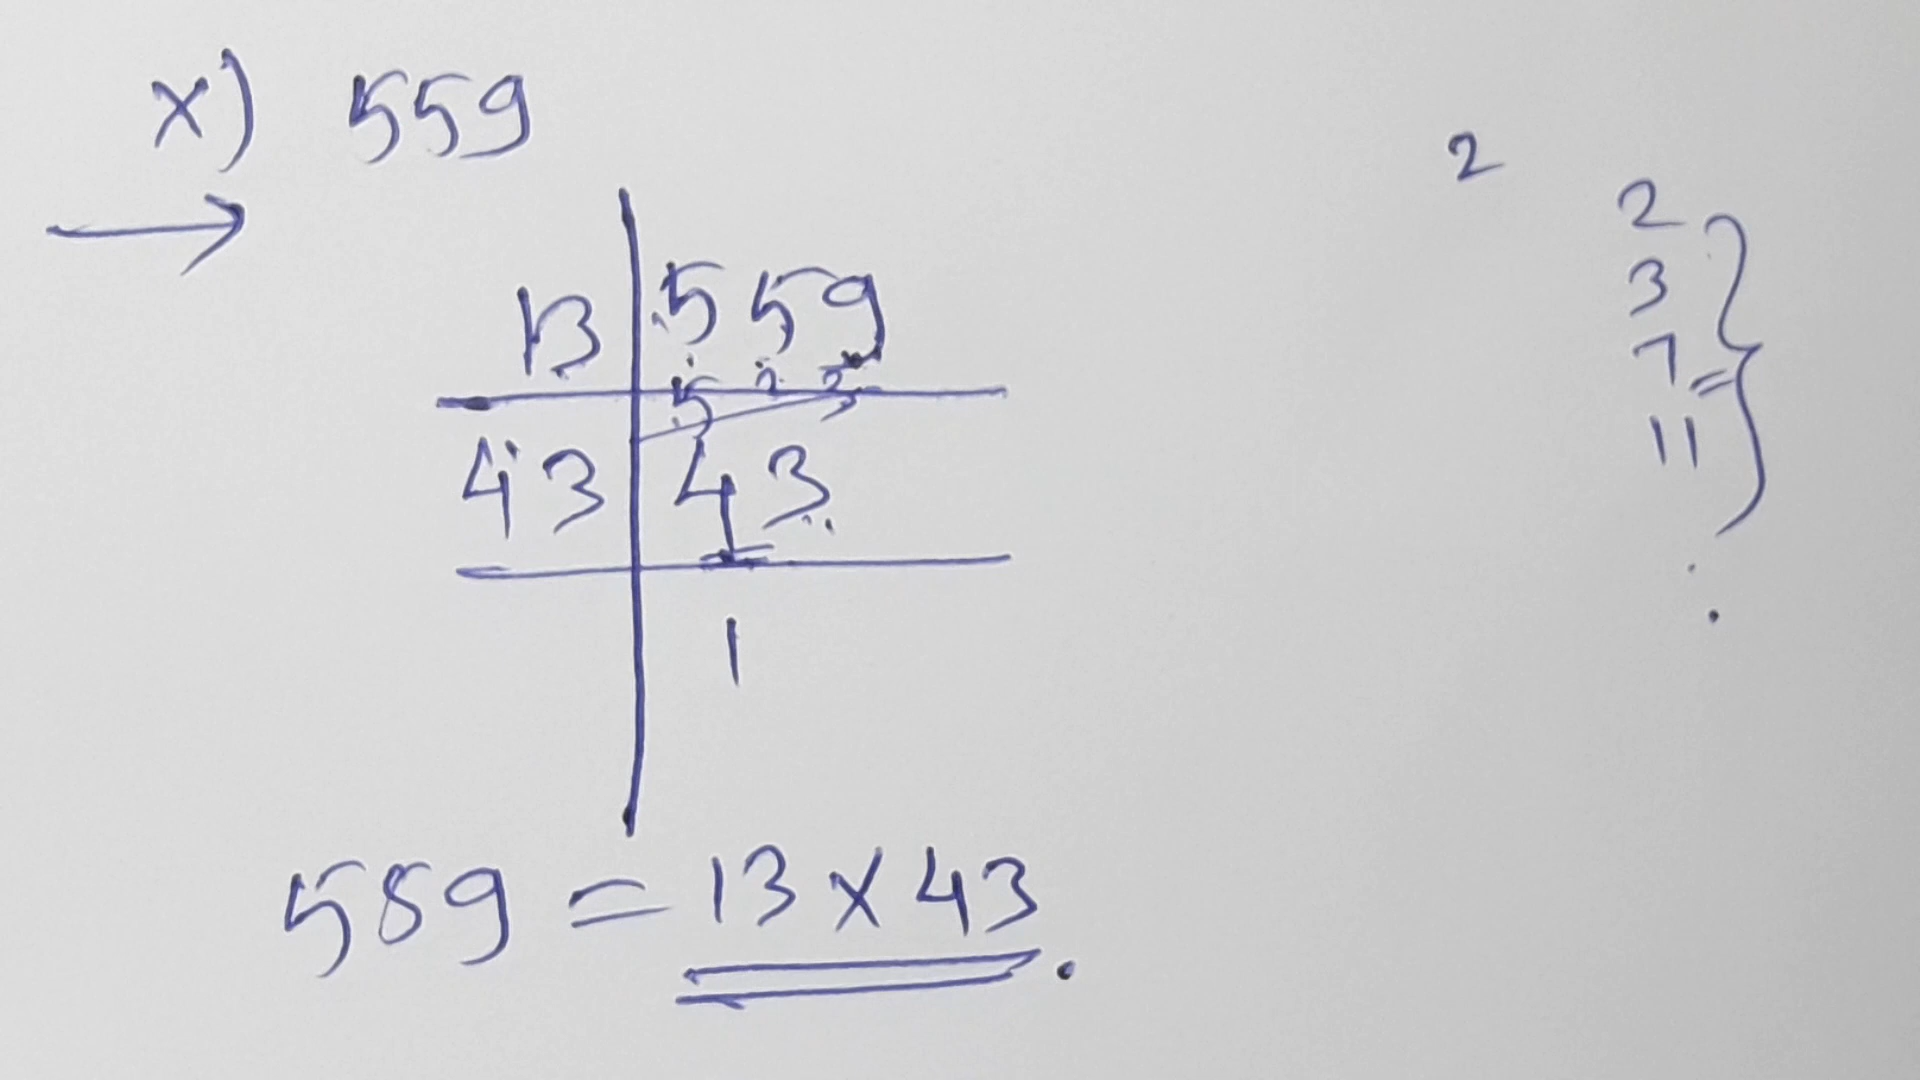 x) 559
→
13 | 559
43 | 43
1
559 = 13 x 43.
2
2
3
7
11